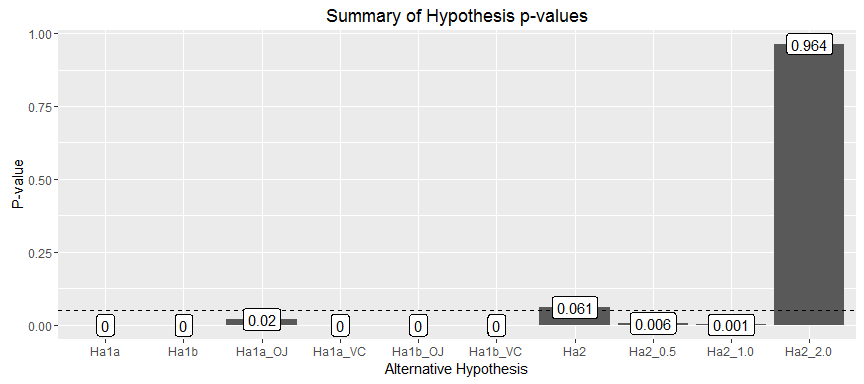 Summary of Hypothesis p-values
P-value
1.00
0.75
0.50
0.25
0.00
0
0
0.02
0
0
0
0.061
0.006
0.001
0.964
Ha1a
Ha1b
Ha1a_OJ
Ha1a_VC
Ha1b_OJ
Ha1b_VC
Ha2
Ha2_0.5
Ha2_1.0
Ha2_2.0
Alternative Hypothesis